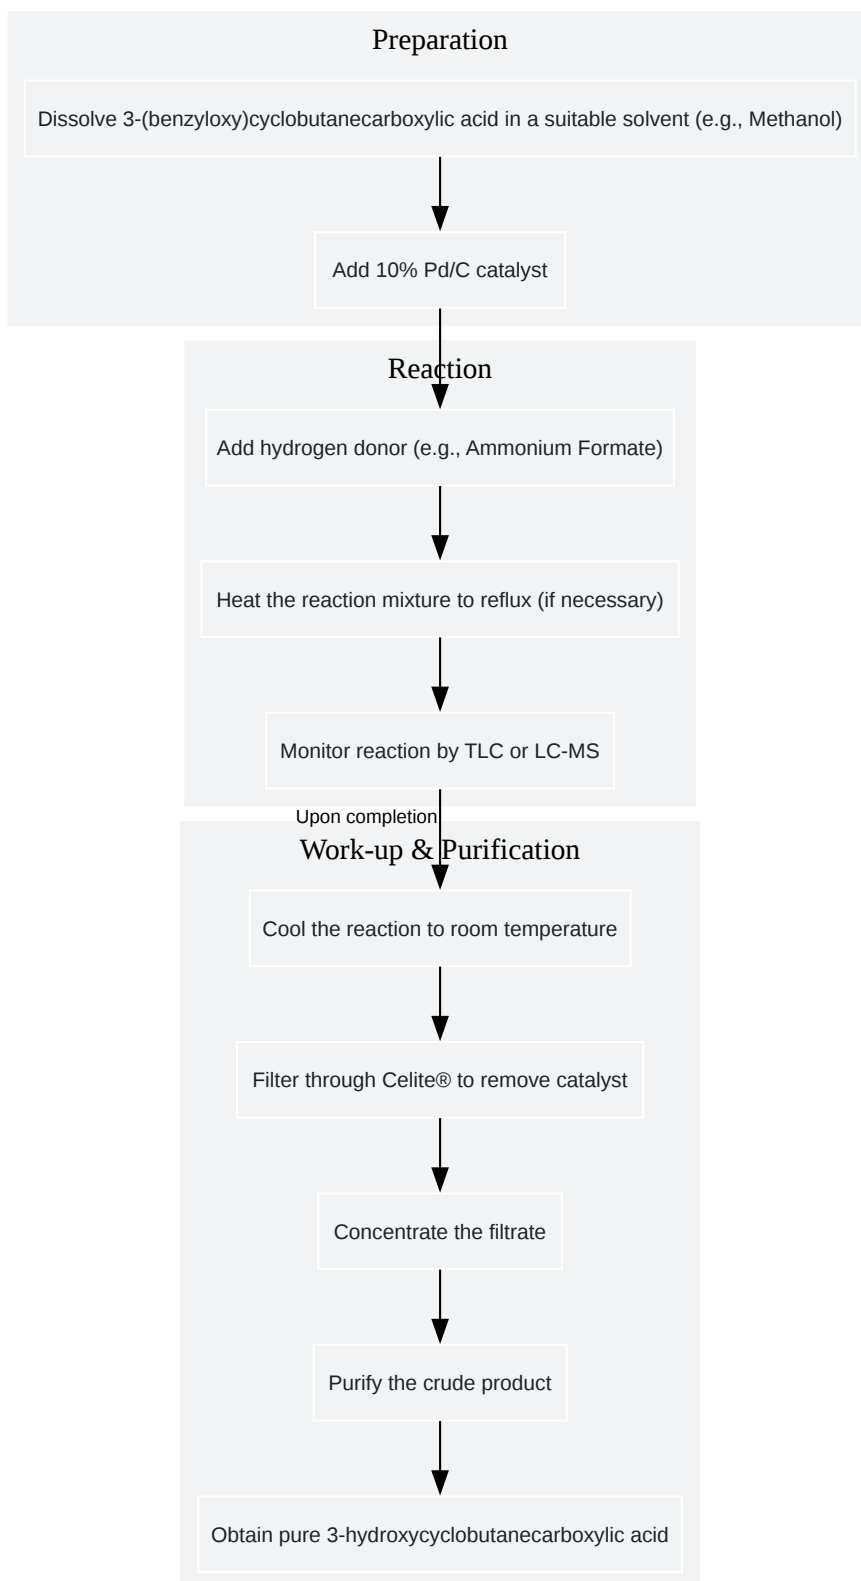 Preparation
Dissolve 3-(benzyloxy)cyclobutanecarboxylic acid in a suitable solvent (e.g., Methanol)
Add 10% Pd/C catalyst
Reaction
Add hydrogen donor (e.g., Ammonium Formate)
Heat the reaction mixture to reflux (if necessary)
Monitor reaction by TLC or LC-MS
Upon completion
Work-up & Purification
Cool the reaction to room temperature
Filter through Celite® to remove catalyst
Concentrate the filtrate
Purify the crude product
Obtain pure 3-hydroxycyclobutanecarboxylic acid